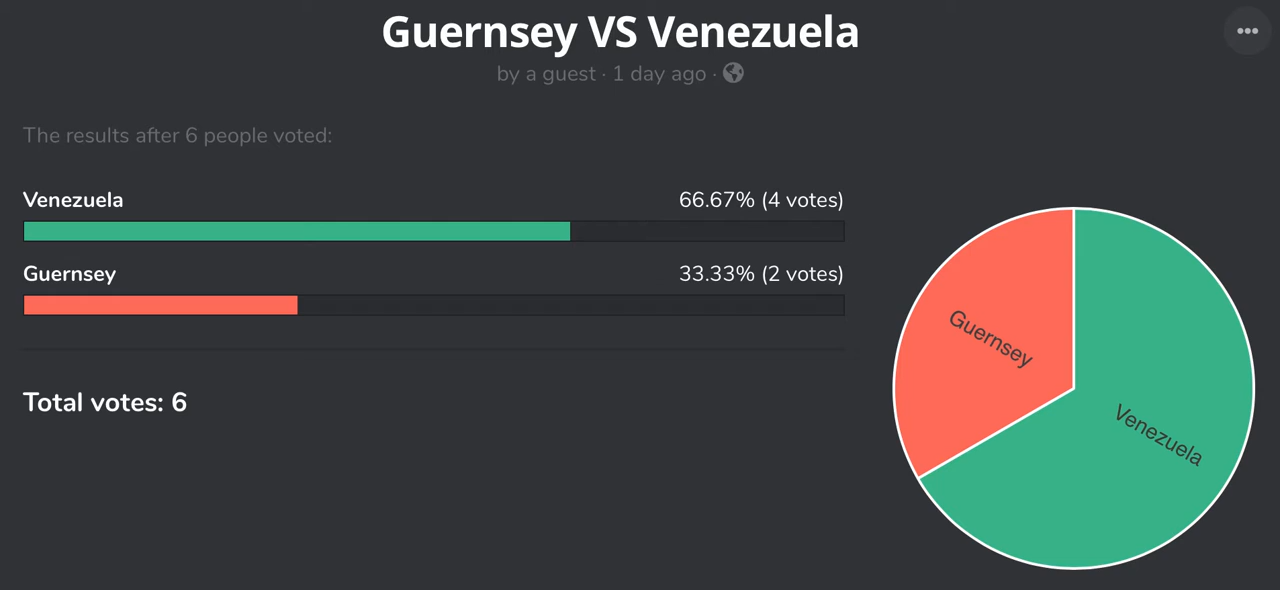 Guernsey VS Venezuela
by a guest · 1 day ago ·
The results after 6 people voted:
Venezuela 66.67% (4 votes)
Guernsey 33.33% (2 votes)
Total votes: 6
Guernsey
Venezuela